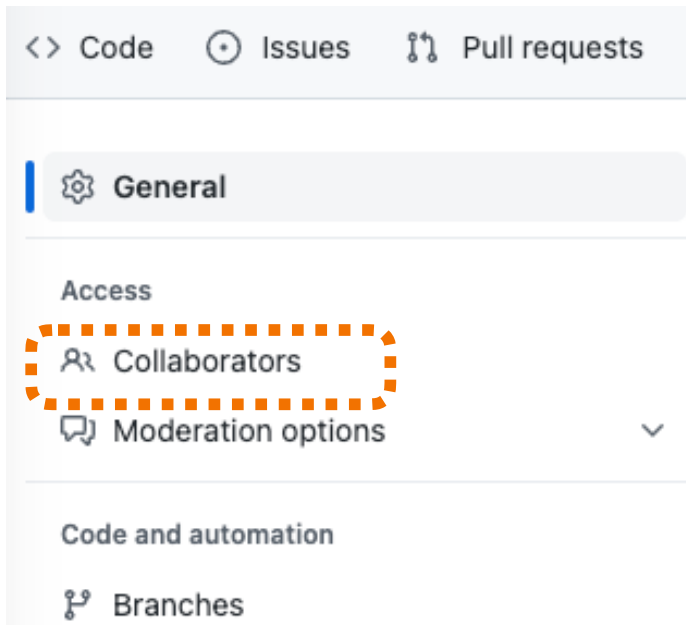 Code Issues Pull requests
General
Access
Collaborators
Moderation options
Code and automation
Branches